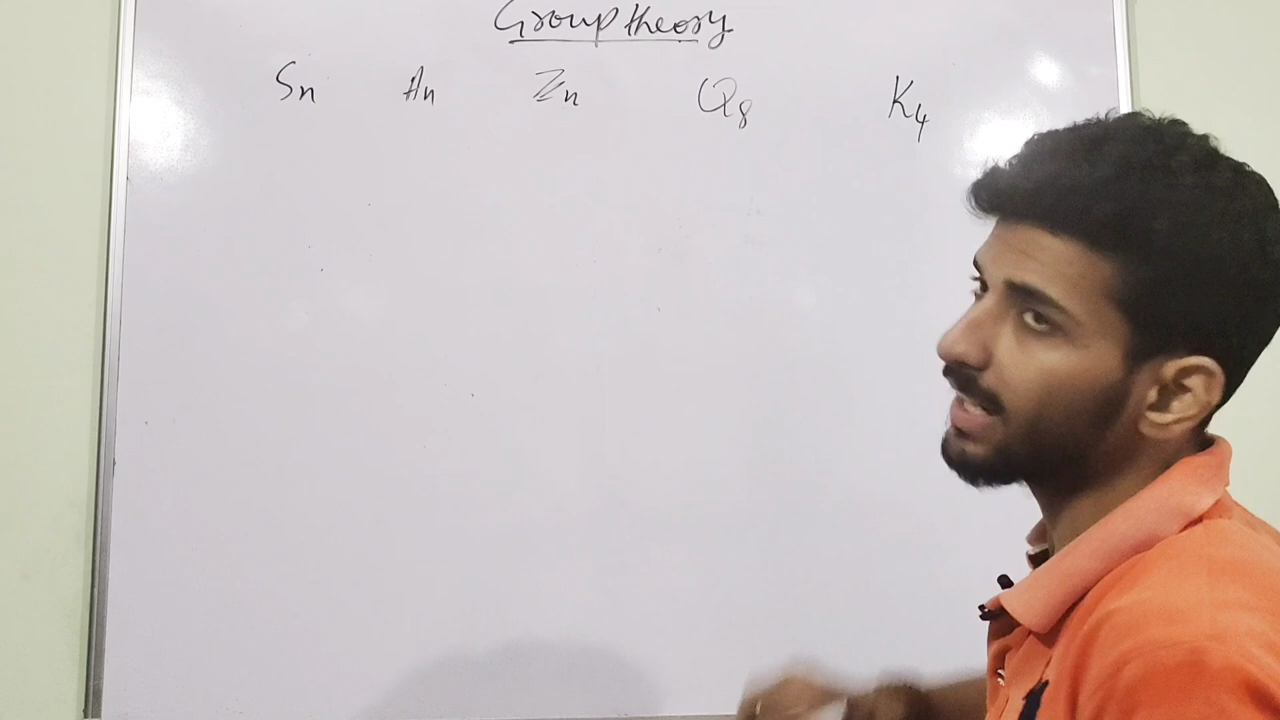 Group theory
Sn An ℤn Q8 K4